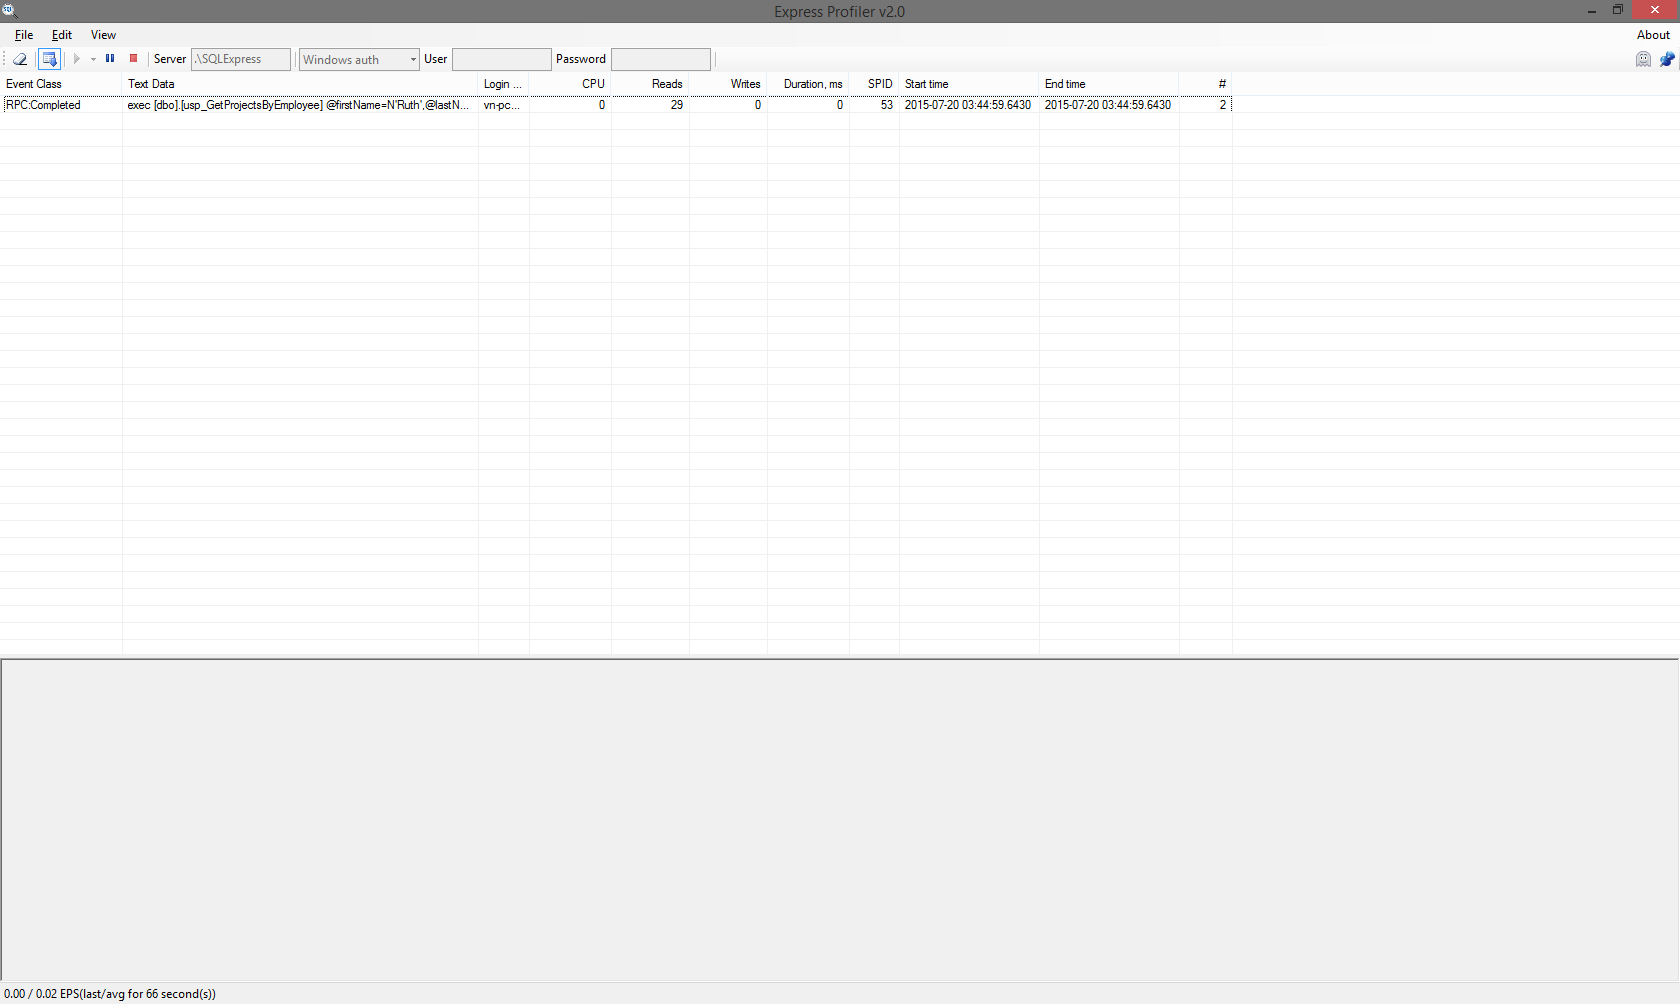 Express Profiler v2.0
File Edit View About
Server .\SQLExpress Windows auth User Password
Event Class Text Data Login ... CPU Reads Writes Duration, ms SPID Start time End time #
RPC:Completed exec [dbo].[usp_GetProjectsByEmployee] @firstName=N'Ruth',@lastN... vn-pc... 0 29 0 0 53 2015-07-20 03:44:59.6430 2015-07-20 03:44:59.6430 2
0.00 / 0.02 EPS(last/avg for 66 second(s))